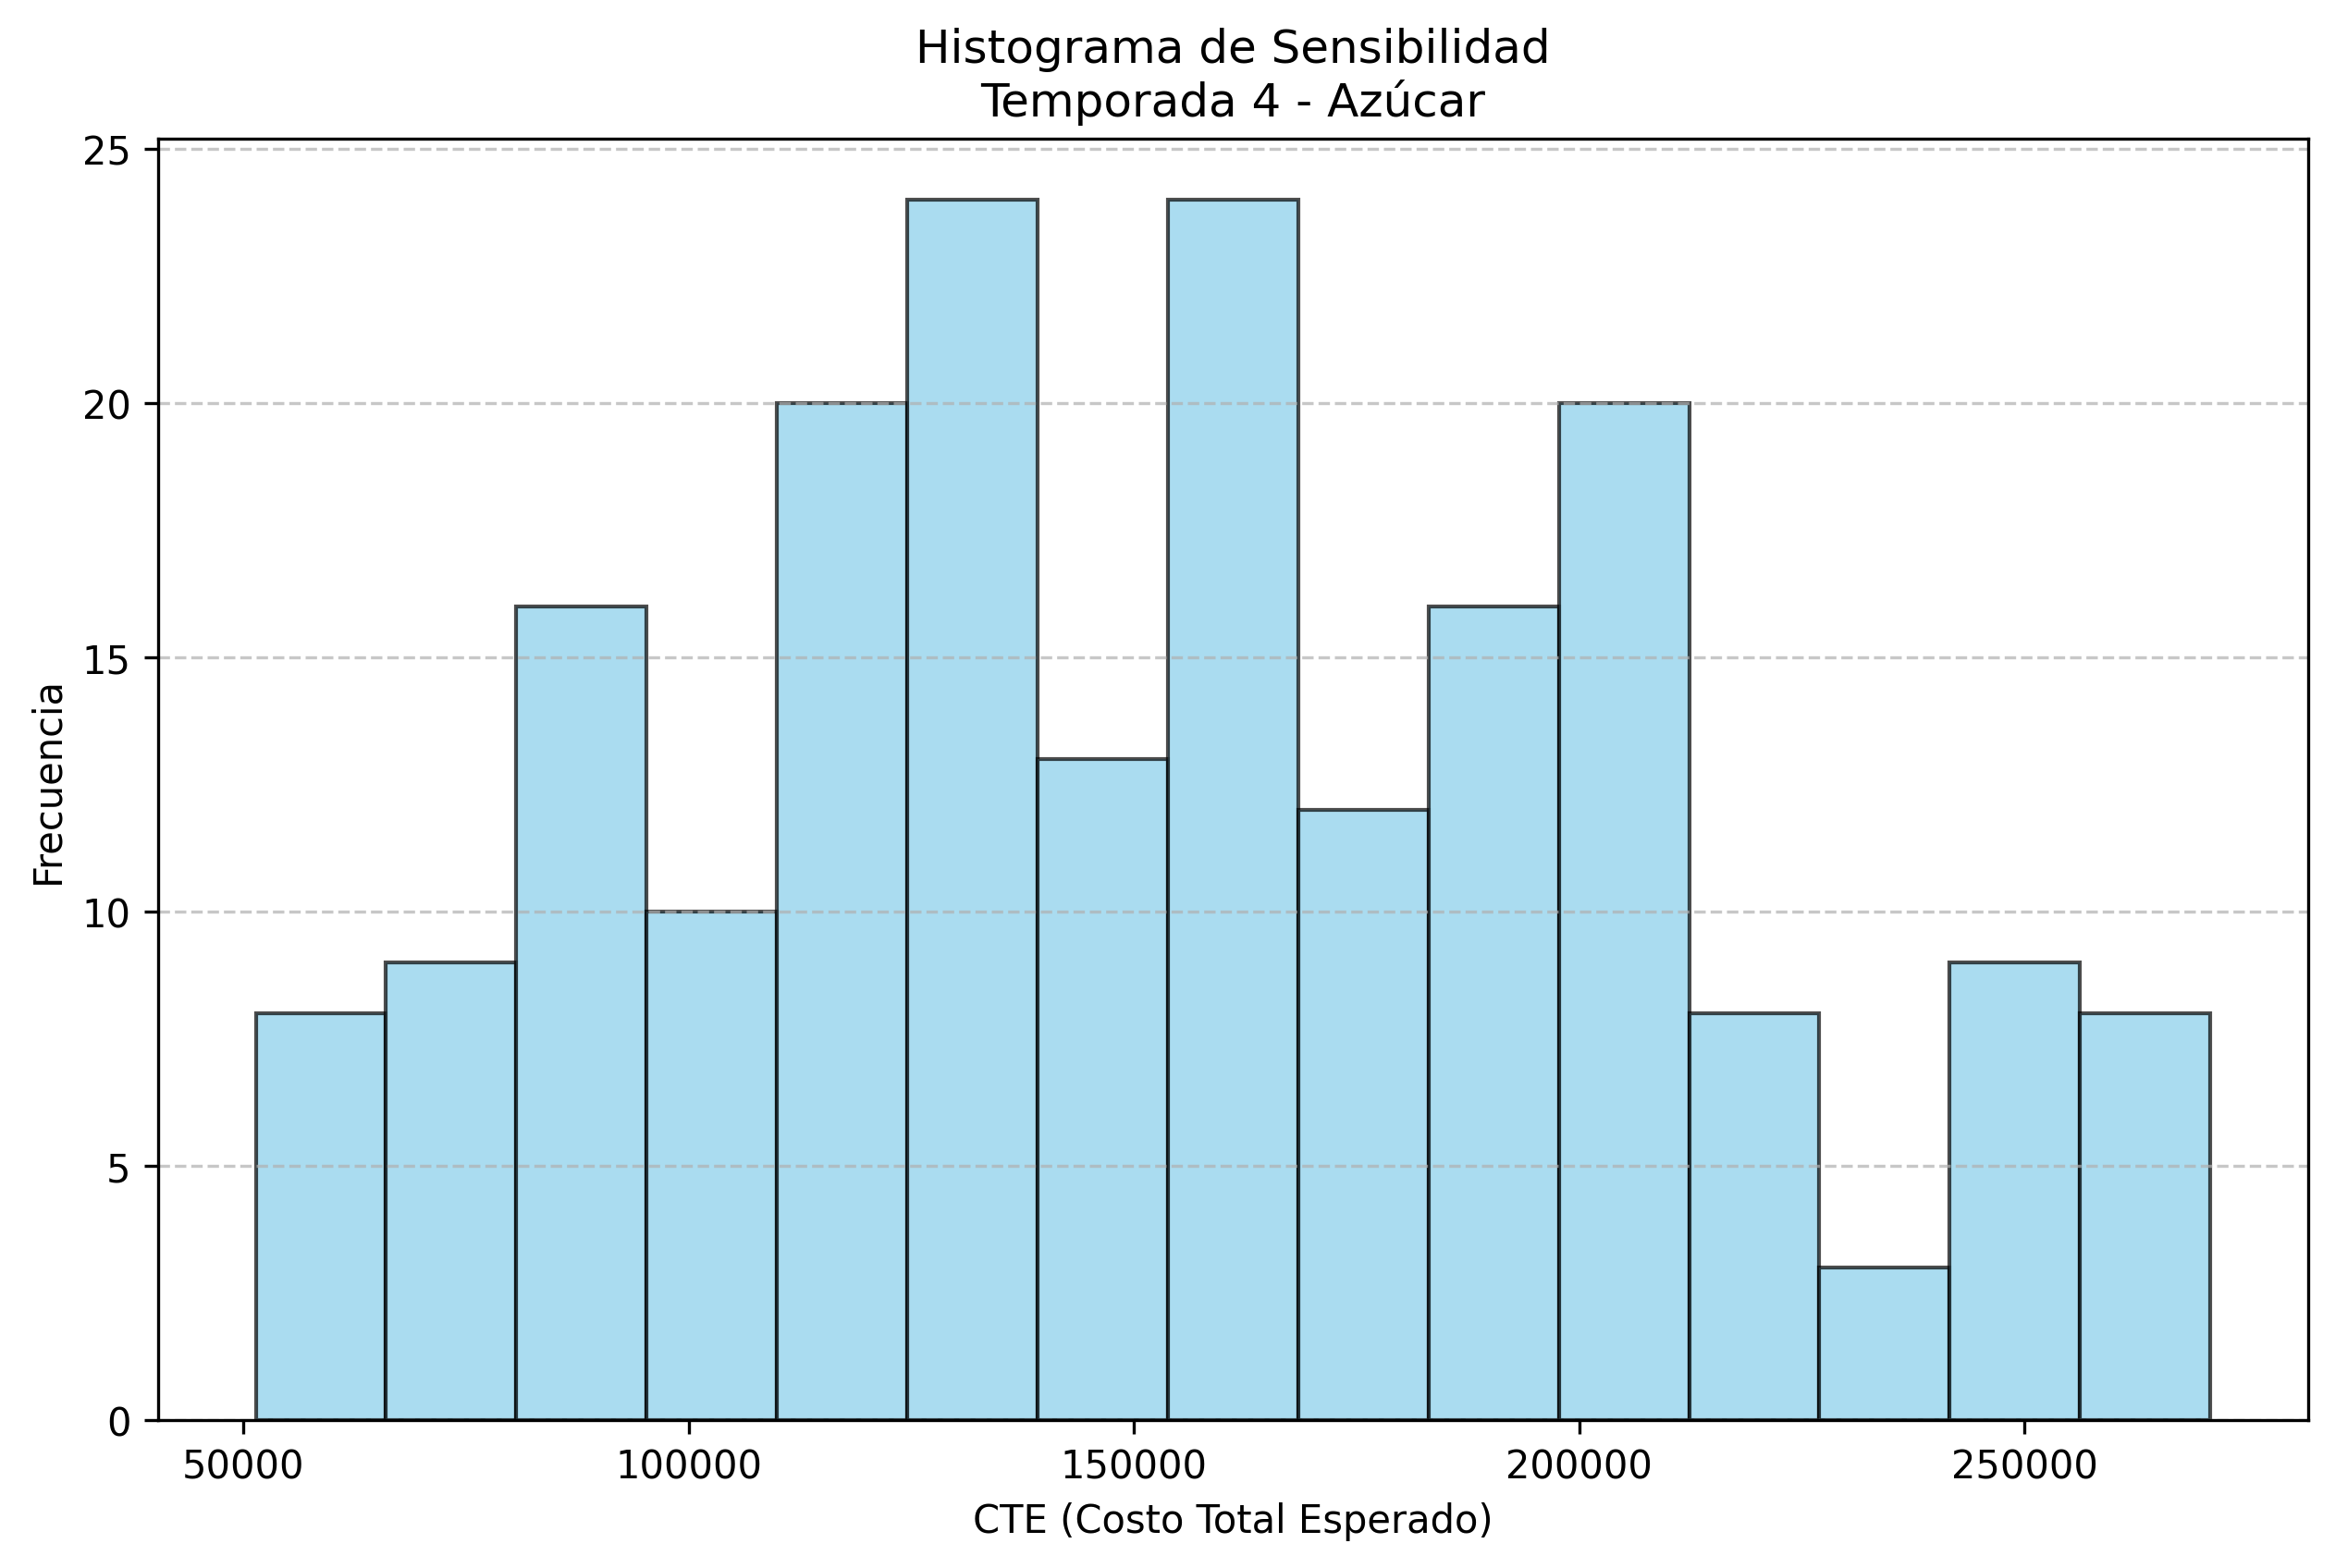 Histograma de Sensibilidad
Temporada 4 - Azúcar
25
20
15
10
5
0
Frecuencia
50000
100000
150000
200000
250000
CTE (Costo Total Esperado)